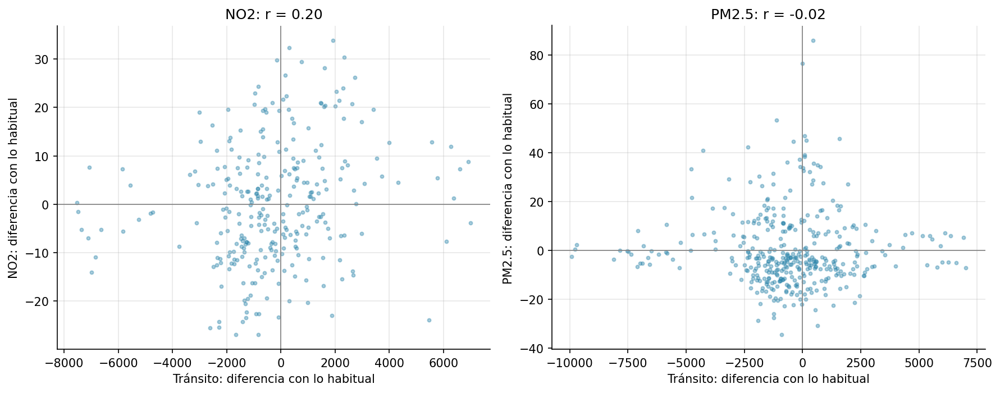 NO2: r = 0.20
NO2: diferencia con lo habitual
30
20
10
0
−10
−20
−8000 −6000 −4000 −2000 0 2000 4000 6000
Tránsito: diferencia con lo habitual
PM2.5: r = -0.02
PM2.5: diferencia con lo habitual
80
60
40
20
0
−20
−40
−10000 −7500 −5000 −2500 0 2500 5000 7500
Tránsito: diferencia con lo habitual